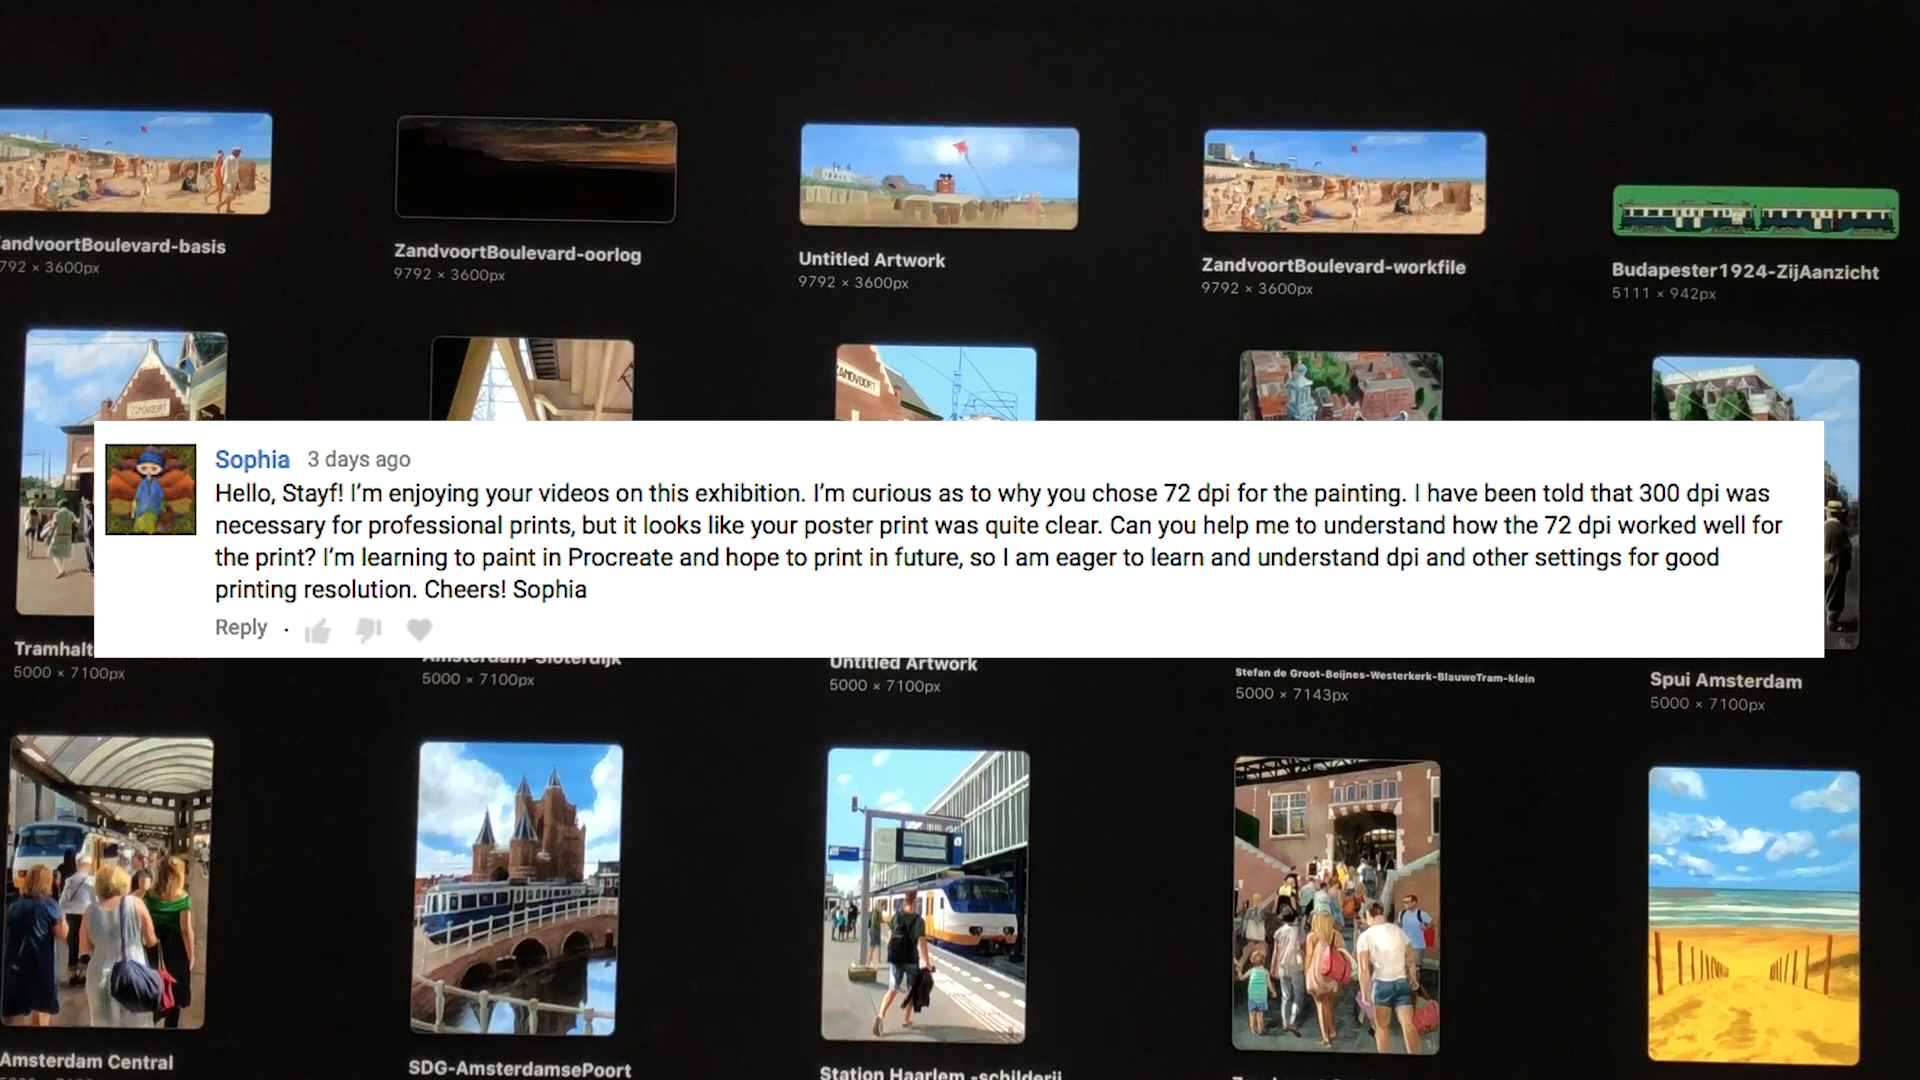 andvoortBoulevard-basis
792 × 3600px
ZandvoortBoulevard-oorlog
9792 × 3600px
Untitled Artwork
9792 × 3600px
ZandvoortBoulevard-workfile
9792 × 3600px
Budapester1924-ZijAanzicht
5111 × 942px
ZANDVOORT
Sophia 3 days ago
Hello, Stayf! I'm enjoying your videos on this exhibition. I'm curious as to why you chose 72 dpi for the painting. I have been told that 300 dpi was
necessary for professional prints, but it looks like your poster print was quite clear. Can you help me to understand how the 72 dpi worked well for
the print? I'm learning to paint in Procreate and hope to print in future, so I am eager to learn and understand dpi and other settings for good
printing resolution. Cheers! Sophia
Reply ·
Tramhalt
5000 × 7100px
Amsterdam-Sloterdijk
5000 × 7100px
Untitled Artwork
5000 × 7100px
Stefan de Groot-Beijnes-Westerkerk-BlauweTram-klein
5000 × 7143px
Spui Amsterdam
5000 × 7100px
Amsterdam Central
SDG-AmsterdamsePoort
Station Haarlem -schilderij